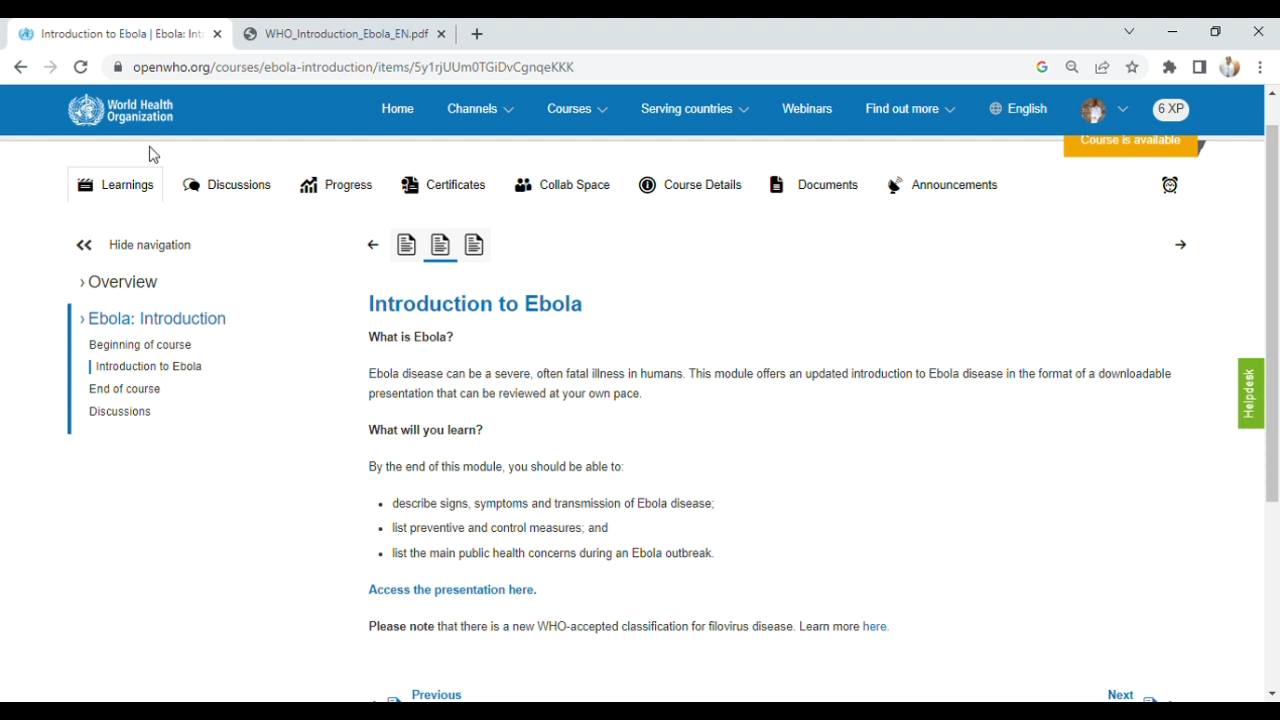 Introduction to Ebola | Ebola: Int
WHO_Introduction_Ebola_EN.pdf
openwho.org/courses/ebola-introduction/items/5y1rjUUm0TGiDvCgnqeKKK
World Health Organization
Home Channels Courses Serving countries Webinars Find out more English 6 XP
Course is available
Learnings Discussions Progress Certificates Collab Space Course Details Documents Announcements
Hide navigation
› Overview
› Ebola: Introduction
Beginning of course
Introduction to Ebola
End of course
Discussions
Introduction to Ebola
What is Ebola?
Ebola disease can be a severe, often fatal illness in humans. This module offers an updated introduction to Ebola disease in the format of a downloadable
presentation that can be reviewed at your own pace.
What will you learn?
By the end of this module, you should be able to:
• describe signs, symptoms and transmission of Ebola disease;
• list preventive and control measures; and
• list the main public health concerns during an Ebola outbreak.
Access the presentation here.
Please note that there is a new WHO-accepted classification for filovirus disease. Learn more here.
Previous
Next
Helpdesk